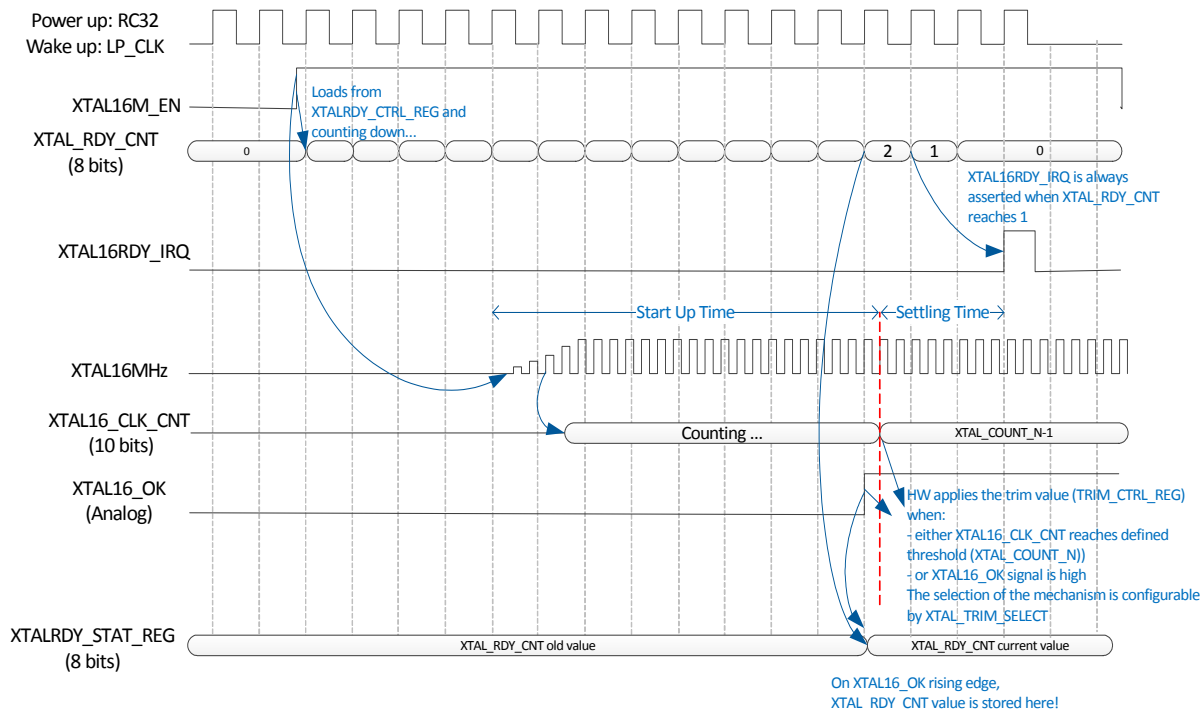 Power up: RC32
Wake up: LP_CLK
XTAL16M_EN
Loads from
XTALRDY_CTRL_REG and
counting down...
XTAL_RDY_CNT
(8 bits)
0
2
1
0
XTAL16RDY_IRQ is always
asserted when XTAL_RDY_CNT
reaches 1
XTAL16RDY_IRQ
Start Up Time
Settling Time
XTAL16MHz
XTAL16_CLK_CNT
(10 bits)
Counting ...
XTAL_COUNT_N-1
XTAL16_OK
(Analog)
HW applies the trim value (TRIM_CTRL_REG)
when:
- either XTAL16_CLK_CNT reaches defined
threshold (XTAL_COUNT_N))
- or XTAL16_OK signal is high
The selection of the mechanism is configurable
by XTAL_TRIM_SELECT
XTALRDY_STAT_REG
(8 bits)
XTAL_RDY_CNT old value
XTAL_RDY_CNT current value
On XTAL16_OK rising edge,
XTAL_RDY_CNT value is stored here!